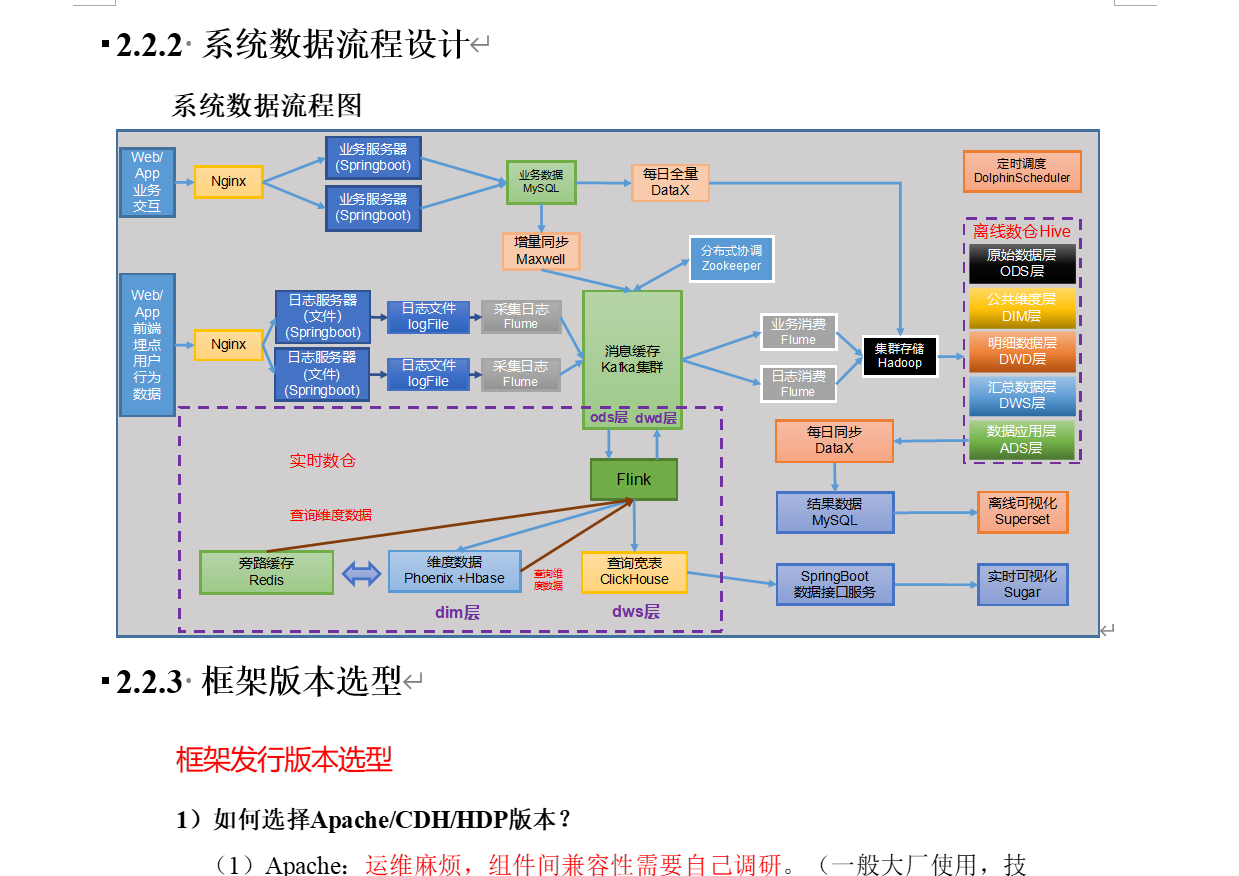 2.2.2 系统数据流程设计
系统数据流程图
Web/
App
业务
交互
Nginx
业务服务器
(Springboot)
业务服务器
(Springboot)
业务数据
MySQL
每日全量
DataX
定时调度
DolphinScheduler
增量同步
Maxwell
分布式协调
Zookeeper
离线数仓Hive
原始数据层
ODS层
公共维度层
DIM层
明细数据层
DWD层
汇总数据层
DWS层
数据应用层
ADS层
Web/
App
前端
埋点
用户
行为
数据
Nginx
日志服务器
(文件)
(Springboot)
日志服务器
(文件)
(Springboot)
日志文件
logFile
日志文件
logFile
采集日志
Flume
采集日志
Flume
消息缓存
Kafka集群
ods层 dwd层
业务消费
Flume
日志消费
Flume
集群存储
Hadoop
实时数仓
查询维度数据
Flink
每日同步
DataX
结果数据
MySQL
离线可视化
Superset
旁路缓存
Redis
维度数据
Phoenix +Hbase
查询维
度数据
查询宽表
ClickHouse
SpringBoot
数据接口服务
实时可视化
Sugar
dim层
dws层
2.2.3 框架版本选型
框架发行版本选型
1）如何选择Apache/CDH/HDP版本？
（1）Apache：运维麻烦，组件间兼容性需要自己调研。（一般大厂使用，技